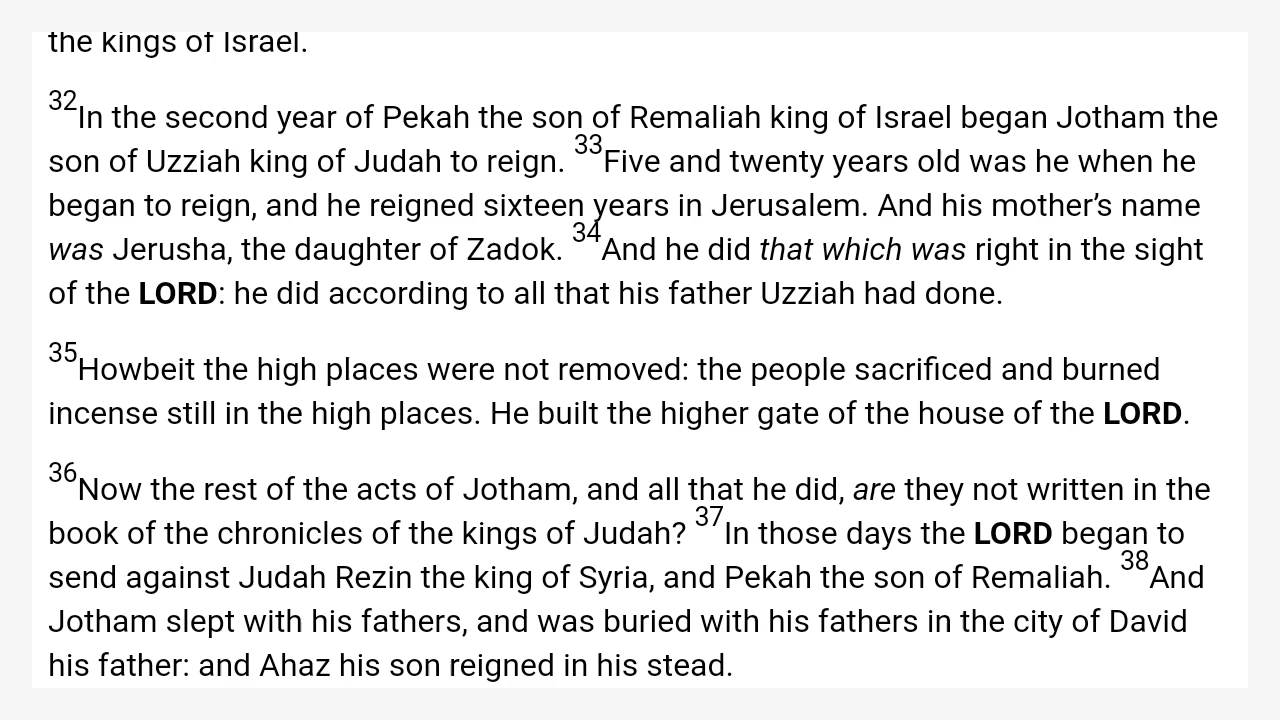 the kings of Israel.
32In the second year of Pekah the son of Remaliah king of Israel began Jotham the
son of Uzziah king of Judah to reign. 33Five and twenty years old was he when he
began to reign, and he reigned sixteen years in Jerusalem. And his mother’s name
was Jerusha, the daughter of Zadok. 34And he did that which was right in the sight
of the LORD: he did according to all that his father Uzziah had done.
35Howbeit the high places were not removed: the people sacrificed and burned
incense still in the high places. He built the higher gate of the house of the LORD.
36Now the rest of the acts of Jotham, and all that he did, are they not written in the
book of the chronicles of the kings of Judah? 37In those days the LORD began to
send against Judah Rezin the king of Syria, and Pekah the son of Remaliah. 38And
Jotham slept with his fathers, and was buried with his fathers in the city of David
his father: and Ahaz his son reigned in his stead.